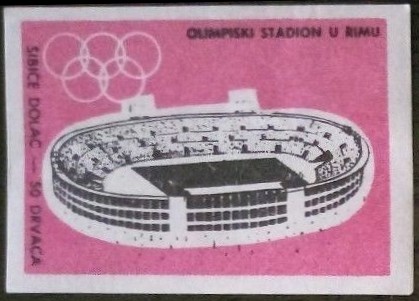 OLIMPISKI STADION U RIMU
ŠIBICE DOLAC — 50 DRVACA